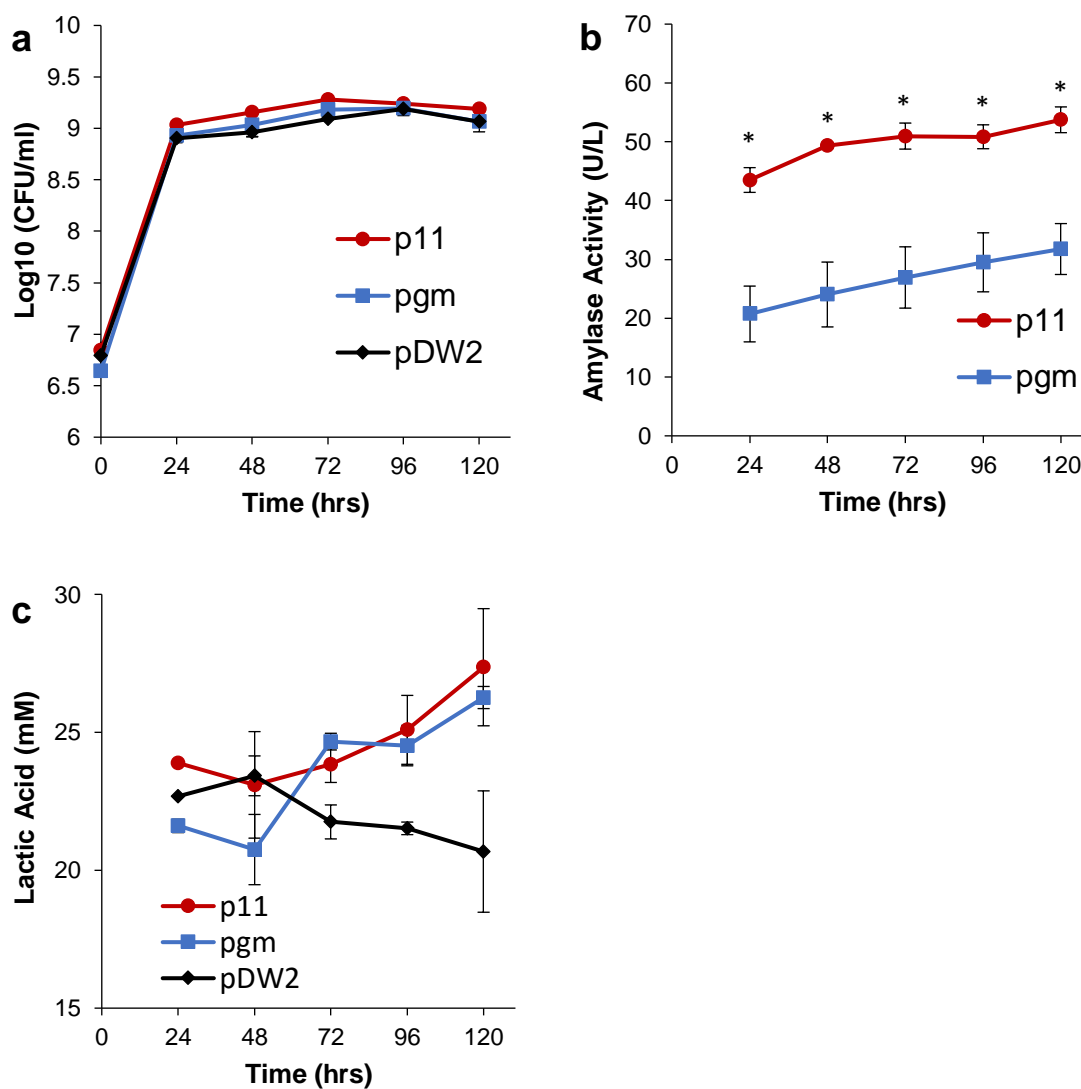 a
10
9.5
9
8.5
8
7.5
7
6.5
6
Log10 (CFU/ml)
p11
pgm
pDW2
0 24 48 72 96 120
Time (hrs)
b
70
60
50
40
30
20
10
0
Amylase Activity (U/L)
* * * * *
p11
pgm
0 24 48 72 96 120
Time (hrs)
c
30
25
20
15
Lactic Acid (mM)
p11
pgm
pDW2
0 24 48 72 96 120
Time (hrs)